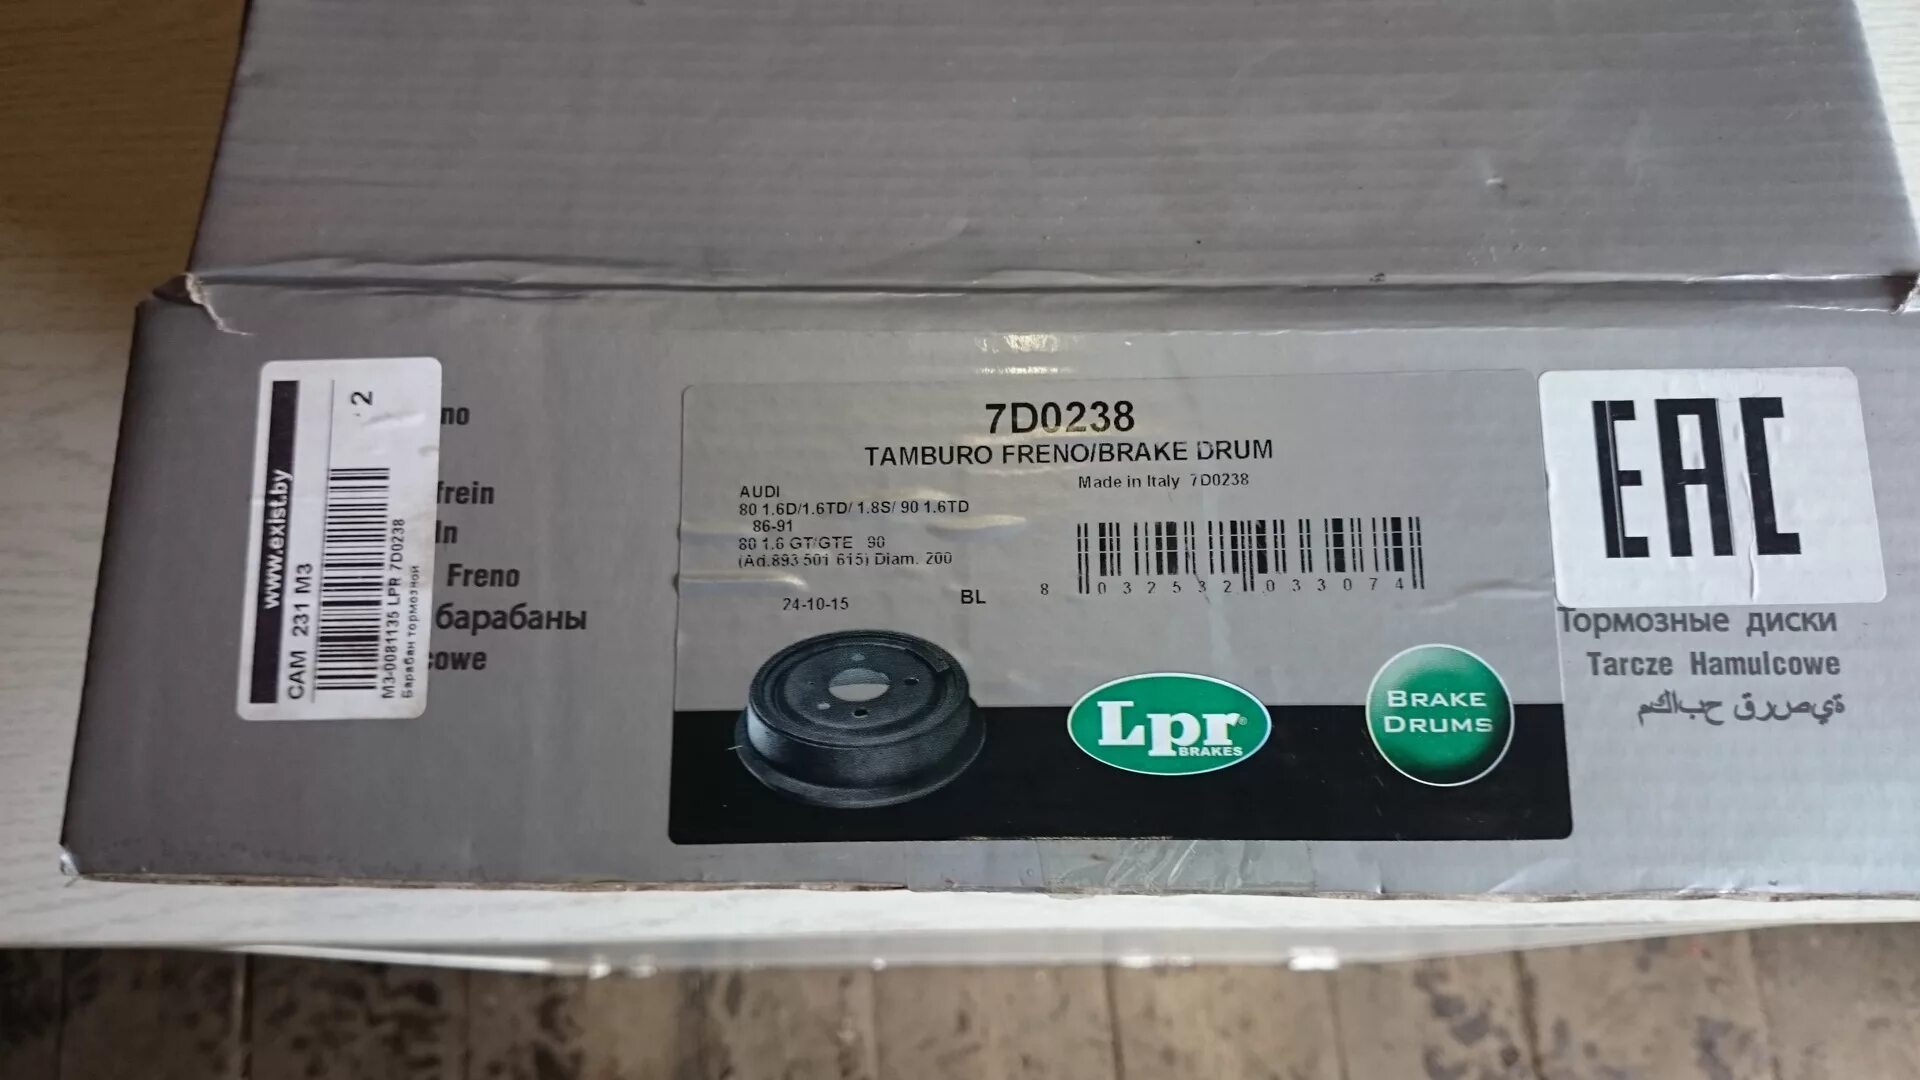 www.exist.by
CAM 231 M3
2
M3-0081135 LPR 7D0238
Барабан тормозной
no
frein
ln
Freno
барабаны
cowe
7D0238
TAMBURO FRENO/BRAKE DRUM
Made in Italy 7D0238
AUDI
80 1.6D/1.6TD/ 1.8S/ 90 1.6TD
86-91
80 1.6 GT/GTE 90
(Ad.893 501 615) Diam. 200
24-10-15
BL
8 032532 033074
Lpr®
BRAKES
BRAKE
DRUMS
EAC
Тормозные диски
Tarcze Hamulcowe